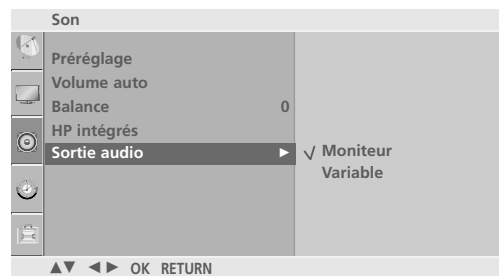 Son
Préréglage
Volume auto
Balance 0
HP intégrés
Sortie audio ► √ Moniteur
Variable
▲▼ ◄► OK RETURN